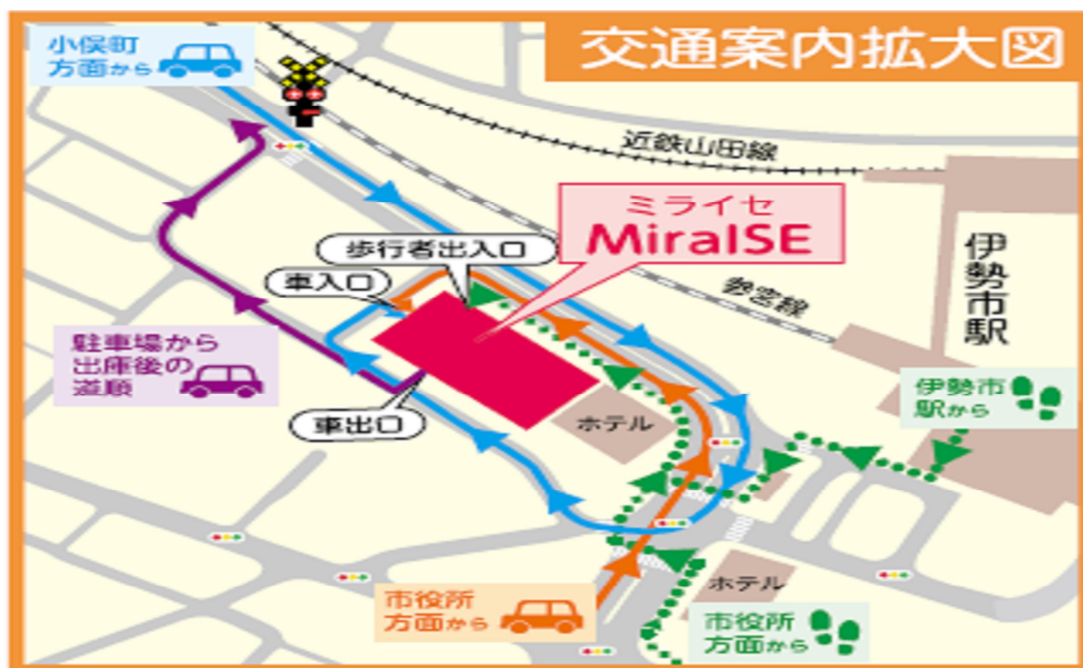 交通案内拡大図
小俣町
方面から
近鉄山田線
ミライセ
MiraISE
歩行者出入口
車入口
参宮線
伊勢市駅
駐車場から
出庫後の
道順
伊勢市
駅から
車出口
ホテル
ホテル
市役所
方面から
市役所
方面から